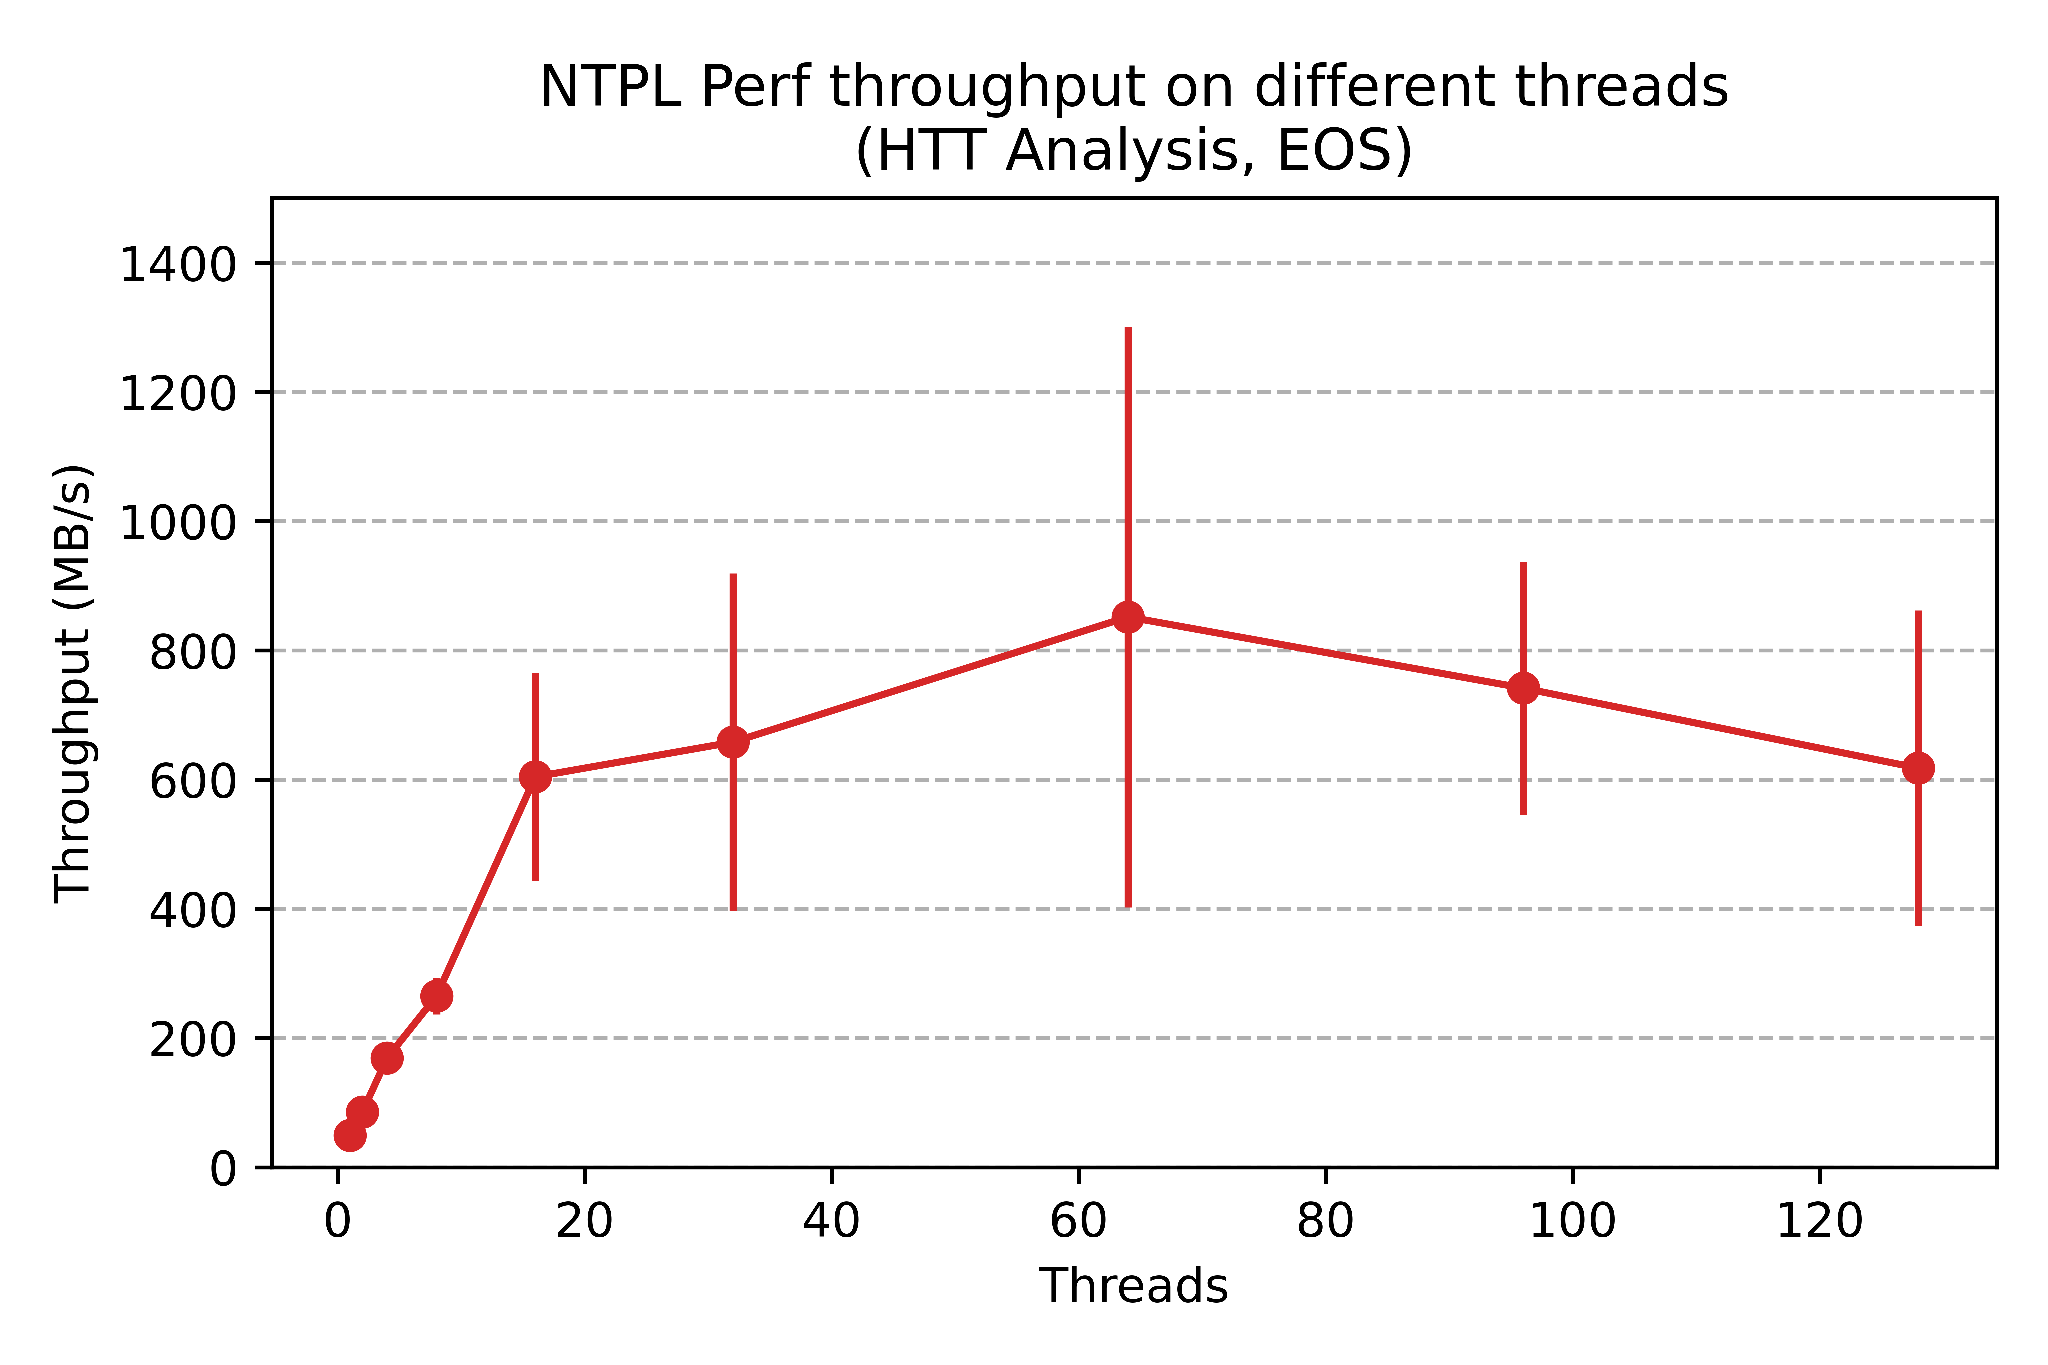 NTPL Perf throughput on different threads
(HTT Analysis, EOS)
1400
1200
1000
800
600
400
200
0
Throughput (MB/s)
0 20 40 60 80 100 120
Threads